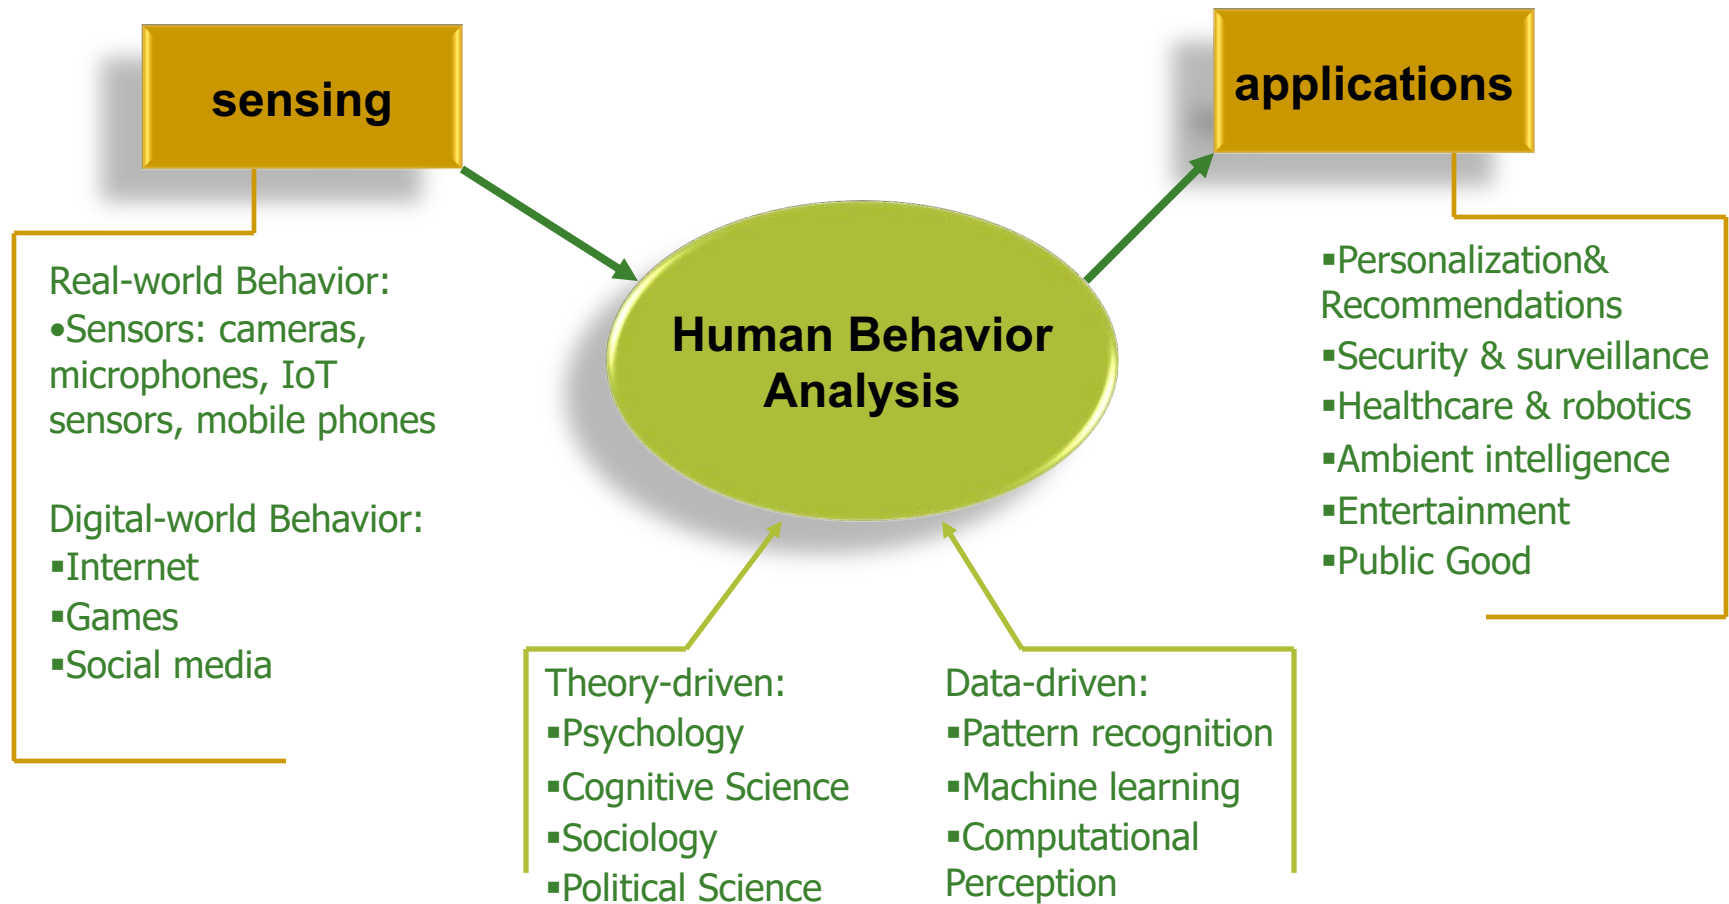 sensing
Real-world Behavior:
•Sensors: cameras,
microphones, IoT
sensors, mobile phones
Digital-world Behavior:
▪Internet
▪Games
▪Social media
Human Behavior
Analysis
Theory-driven:
▪Psychology
▪Cognitive Science
▪Sociology
▪Political Science
Data-driven:
▪Pattern recognition
▪Machine learning
▪Computational
Perception
applications
▪Personalization&
Recommendations
▪Security & surveillance
▪Healthcare & robotics
▪Ambient intelligence
▪Entertainment
▪Public Good